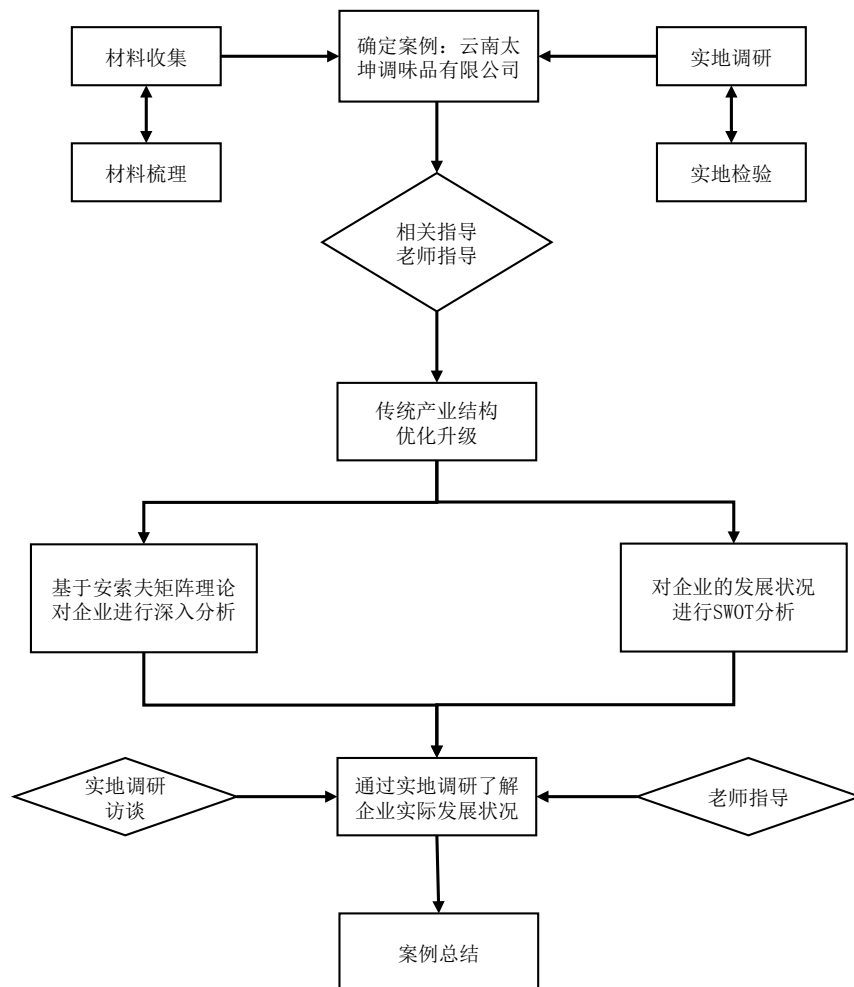 材料收集
确定案例：云南太
坤调味品有限公司
实地调研
材料梳理
实地检验
相关指导
老师指导
传统产业结构
优化升级
基于安索夫矩阵理论
对企业进行深入分析
对企业的发展状况
进行SWOT分析
实地调研
访谈
通过实地调研了解
企业实际发展状况
老师指导
案例总结